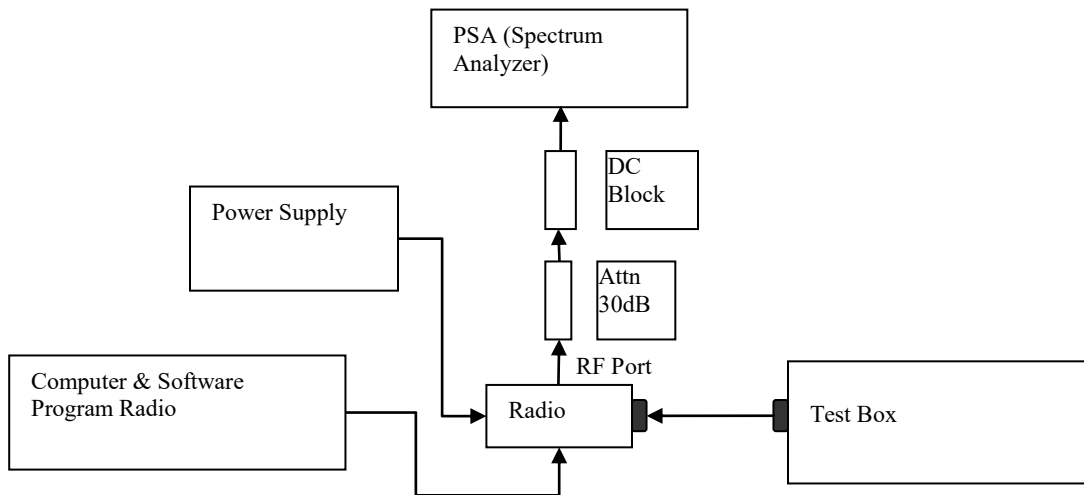 PSA (Spectrum
Analyzer)
DC
Block
Power Supply
Attn
30dB
RF Port
Computer & Software
Program Radio
Radio
Test Box